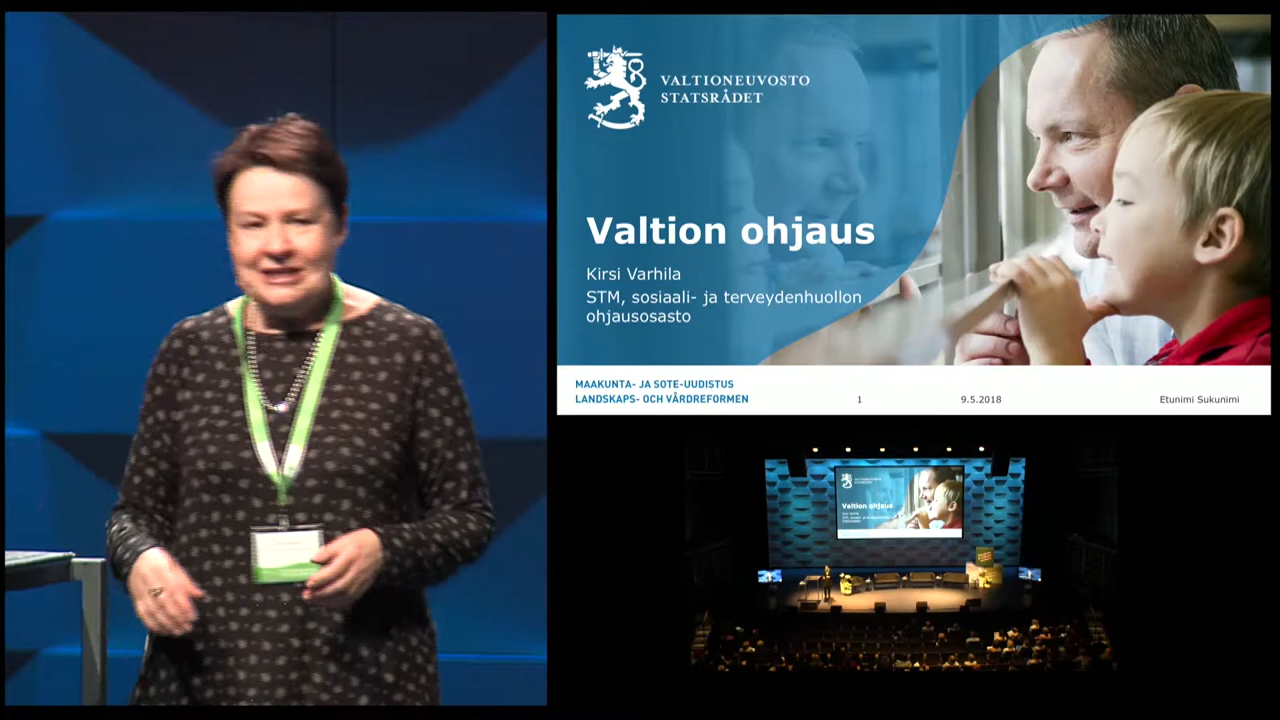 VALTIONEUVOSTO
STATSRÅDET
Valtion ohjaus
Kirsi Varhila
STM, sosiaali- ja terveydenhuollon
ohjausosasto
MAAKUNTA- JA SOTE-UUDISTUS
LANDSKAPS- OCH VÅRDREFORMEN
1
9.5.2018
Etunimi Sukunimi
Valtion ohjaus